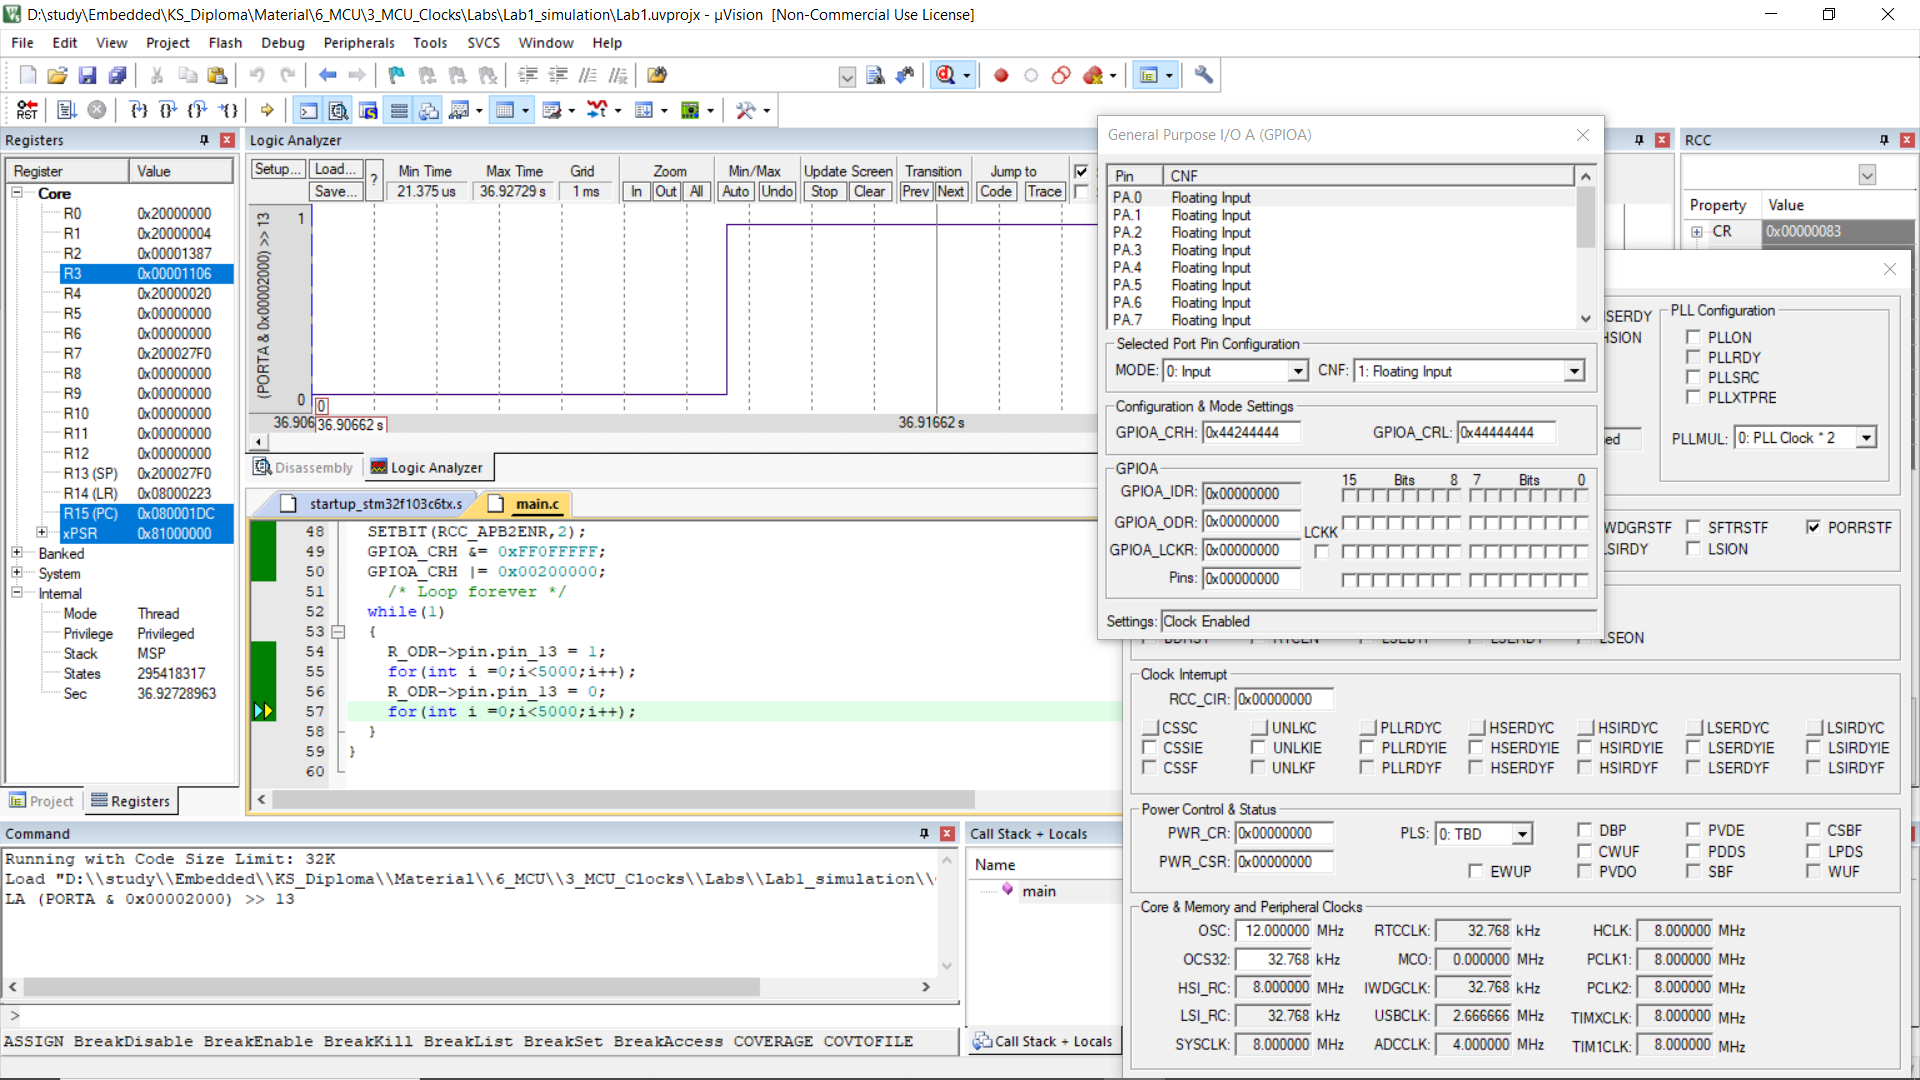 D:\study\Embedded\KS_Diploma\Material\6_MCU\3_MCU_Clocks\Labs\Lab1_simulation\Lab1.uvprojx - µVision [Non-Commercial Use License]
File Edit View Project Flash Debug Peripherals Tools SVCS Window Help
RST
Registers
Register Value
Core
R0 0x20000000
R1 0x20000004
R2 0x00001387
R3 0x00001106
R4 0x20000020
R5 0x00000000
R6 0x00000000
R7 0x200027F0
R8 0x00000000
R9 0x00000000
R10 0x00000000
R11 0x00000000
R12 0x00000000
R13 (SP) 0x200027F0
R14 (LR) 0x08000223
R15 (PC) 0x080001DC
xPSR 0x81000000
Banked
System
Internal
Mode Thread
Privilege Privileged
Stack MSP
States 295418317
Sec 36.92728963
Project Registers
Logic Analyzer
Setup... Load... Save... ? Min Time 21.375 us Max Time 36.92729 s Grid 1 ms Zoom In Out All Min/Max Auto Undo Update Screen Stop Clear Transition Prev Next Jump to Code Trace
(PORTA & 0x00002000) >> 13
1
0
0
36.906 36.90662 s 36.91662 s
Disassembly Logic Analyzer
startup_stm32f103c6tx.s main.c
48 SETBIT(RCC_APB2ENR,2);
49 GPIOA_CRH &= 0xFF0FFFFF;
50 GPIOA_CRH |= 0x00200000;
51 /* Loop forever */
52 while(1)
53 {
54 R_ODR->pin.pin_13 = 1;
55 for(int i =0;i<5000;i++);
56 R_ODR->pin.pin_13 = 0;
57 for(int i =0;i<5000;i++);
58 }
59 }
60
General Purpose I/O A (GPIOA)
Pin CNF
PA.0 Floating Input
PA.1 Floating Input
PA.2 Floating Input
PA.3 Floating Input
PA.4 Floating Input
PA.5 Floating Input
PA.6 Floating Input
PA.7 Floating Input
Selected Port Pin Configuration
MODE: 0: Input CNF: 1: Floating Input
Configuration & Mode Settings
GPIOA_CRH: 0x44244444 GPIOA_CRL: 0x44444444
GPIOA
15 Bits 8 7 Bits 0
GPIOA_IDR: 0x00000000
GPIOA_ODR: 0x00000000
LCKK
GPIOA_LCKR: 0x00000000
Pins: 0x00000000
Settings: Clock Enabled
RCC
Property Value
CR 0x00000083
SERDY
HSION
PLL Configuration
PLLON
PLLRDY
PLLSRC
PLLXTPRE
ed
PLLMUL: 0: PLL Clock * 2
WDGRSTF SFTRSTF PORRSTF
LSIRDY LSION
LSEON
Clock Interrupt
RCC_CIR: 0x00000000
CSSC UNLKC PLLRDYC HSERDYC HSIRDYC LSERDYC LSIRDYC
CSSIE UNLKIE PLLRDYIE HSERDYIE HSIRDYIE LSERDYIE LSIRDYIE
CSSF UNLKF PLLRDYF HSERDYF HSIRDYF LSERDYF LSIRDYF
Power Control & Status
PWR_CR: 0x00000000 PLS: 0: TBD DBP PVDE CSBF
CWUF PDDS LPDS
PWR_CSR: 0x00000000 EWUP PVDO SBF WUF
Core & Memory and Peripheral Clocks
OSC: 12.000000 MHz RTCCLK: 32.768 kHz HCLK: 8.000000 MHz
OCS32: 32.768 kHz MCO: 0.000000 MHz PCLK1: 8.000000 MHz
HSI_RC: 8.000000 MHz IWDGCLK: 32.768 kHz PCLK2: 8.000000 MHz
LSI_RC: 32.768 kHz USBCLK: 2.666666 MHz TIMXCLK: 8.000000 MHz
SYSCLK: 8.000000 MHz ADCCLK: 4.000000 MHz TIM1CLK: 8.000000 MHz
Command
Running with Code Size Limit: 32K
Load "D:\\study\\Embedded\\KS_Diploma\\Material\\6_MCU\\3_MCU_Clocks\\Labs\\Lab1_simulation\\
LA (PORTA & 0x00002000) >> 13
>
ASSIGN BreakDisable BreakEnable BreakKill BreakList BreakSet BreakAccess COVERAGE COVTOFILE
Call Stack + Locals
Name
main
Call Stack + Locals